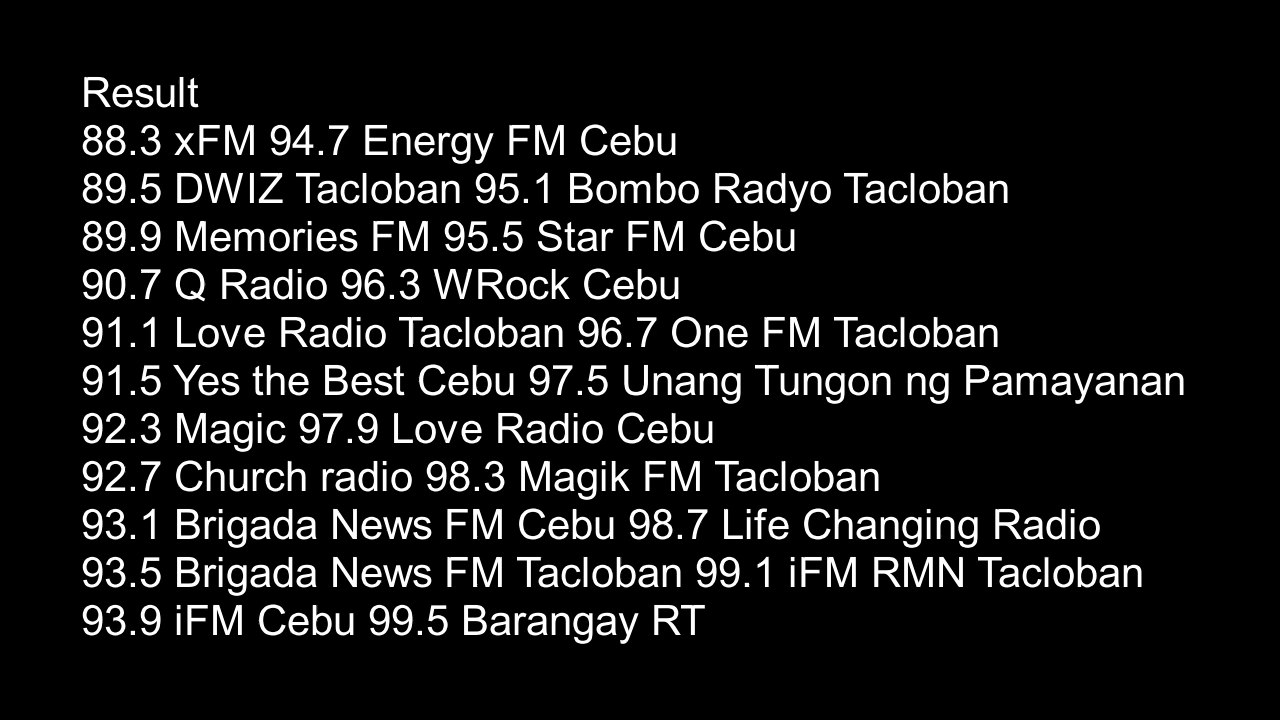 Result
88.3 xFM 94.7 Energy FM Cebu
89.5 DWIZ Tacloban 95.1 Bombo Radyo Tacloban
89.9 Memories FM 95.5 Star FM Cebu
90.7 Q Radio 96.3 WRock Cebu
91.1 Love Radio Tacloban 96.7 One FM Tacloban
91.5 Yes the Best Cebu 97.5 Unang Tungon ng Pamayanan
92.3 Magic 97.9 Love Radio Cebu
92.7 Church radio 98.3 Magik FM Tacloban
93.1 Brigada News FM Cebu 98.7 Life Changing Radio
93.5 Brigada News FM Tacloban 99.1 iFM RMN Tacloban
93.9 iFM Cebu 99.5 Barangay RT